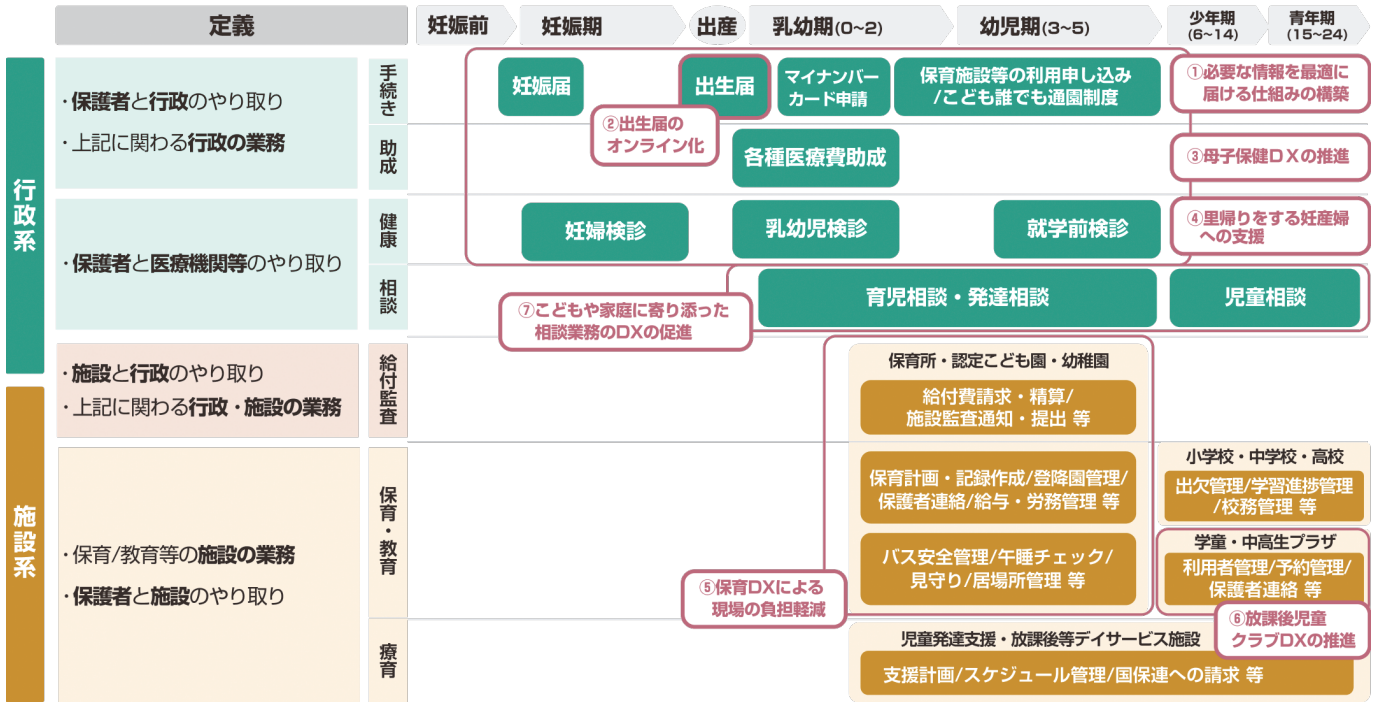 定義
妊娠前
妊娠期
出産
乳幼期(0~2)
幼児期(3~5)
少年期
(6~14)
青年期
(15~24)
行政系
・保護者と行政のやり取り
・上記に関わる行政の業務
手続き
妊娠届
出生届
マイナンバー
カード申請
保育施設等の利用申し込み
/こども誰でも通園制度
①必要な情報を最適に
届ける仕組みの構築
②出生届の
オンライン化
助成
各種医療費助成
③母子保健DXの推進
・保護者と医療機関等のやり取り
健康
妊婦検診
乳幼児検診
就学前検診
④里帰りをする妊産婦
への支援
相談
育児相談・発達相談
児童相談
⑦こどもや家庭に寄り添った
相談業務のDXの促進
・施設と行政のやり取り
・上記に関わる行政・施設の業務
給付監査
保育所・認定こども園・幼稚園
給付費請求・精算/
施設監査通知・提出 等
施設系
・保育/教育等の施設の業務
・保護者と施設のやり取り
保育・教育
保育計画・記録作成/登降園管理/
保護者連絡/給与・労務管理 等
バス安全管理/午睡チェック/
見守り/居場所管理 等
⑤保育DXによる
現場の負担軽減
小学校・中学校・高校
出欠管理/学習進捗管理
/校務管理 等
学童・中高生プラザ
利用者管理/予約管理/
保護者連絡 等
⑥放課後児童
クラブDXの推進
療育
児童発達支援・放課後等デイサービス施設
支援計画/スケジュール管理/国保連への請求 等